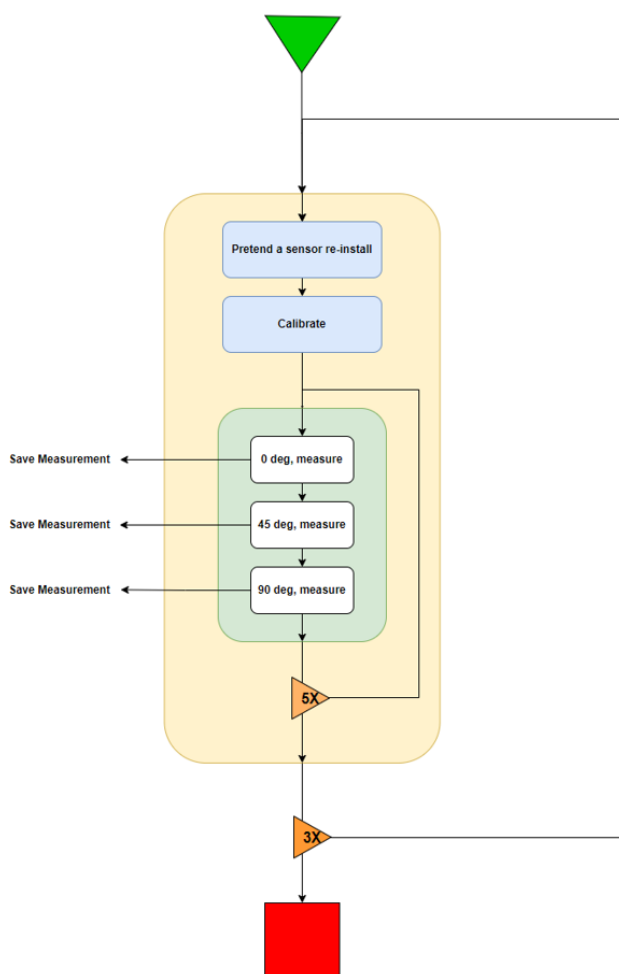 Pretend a sensor re-install
Calibrate
Save Measurement
0 deg, measure
Save Measurement
45 deg, measure
Save Measurement
90 deg, measure
5X
3X